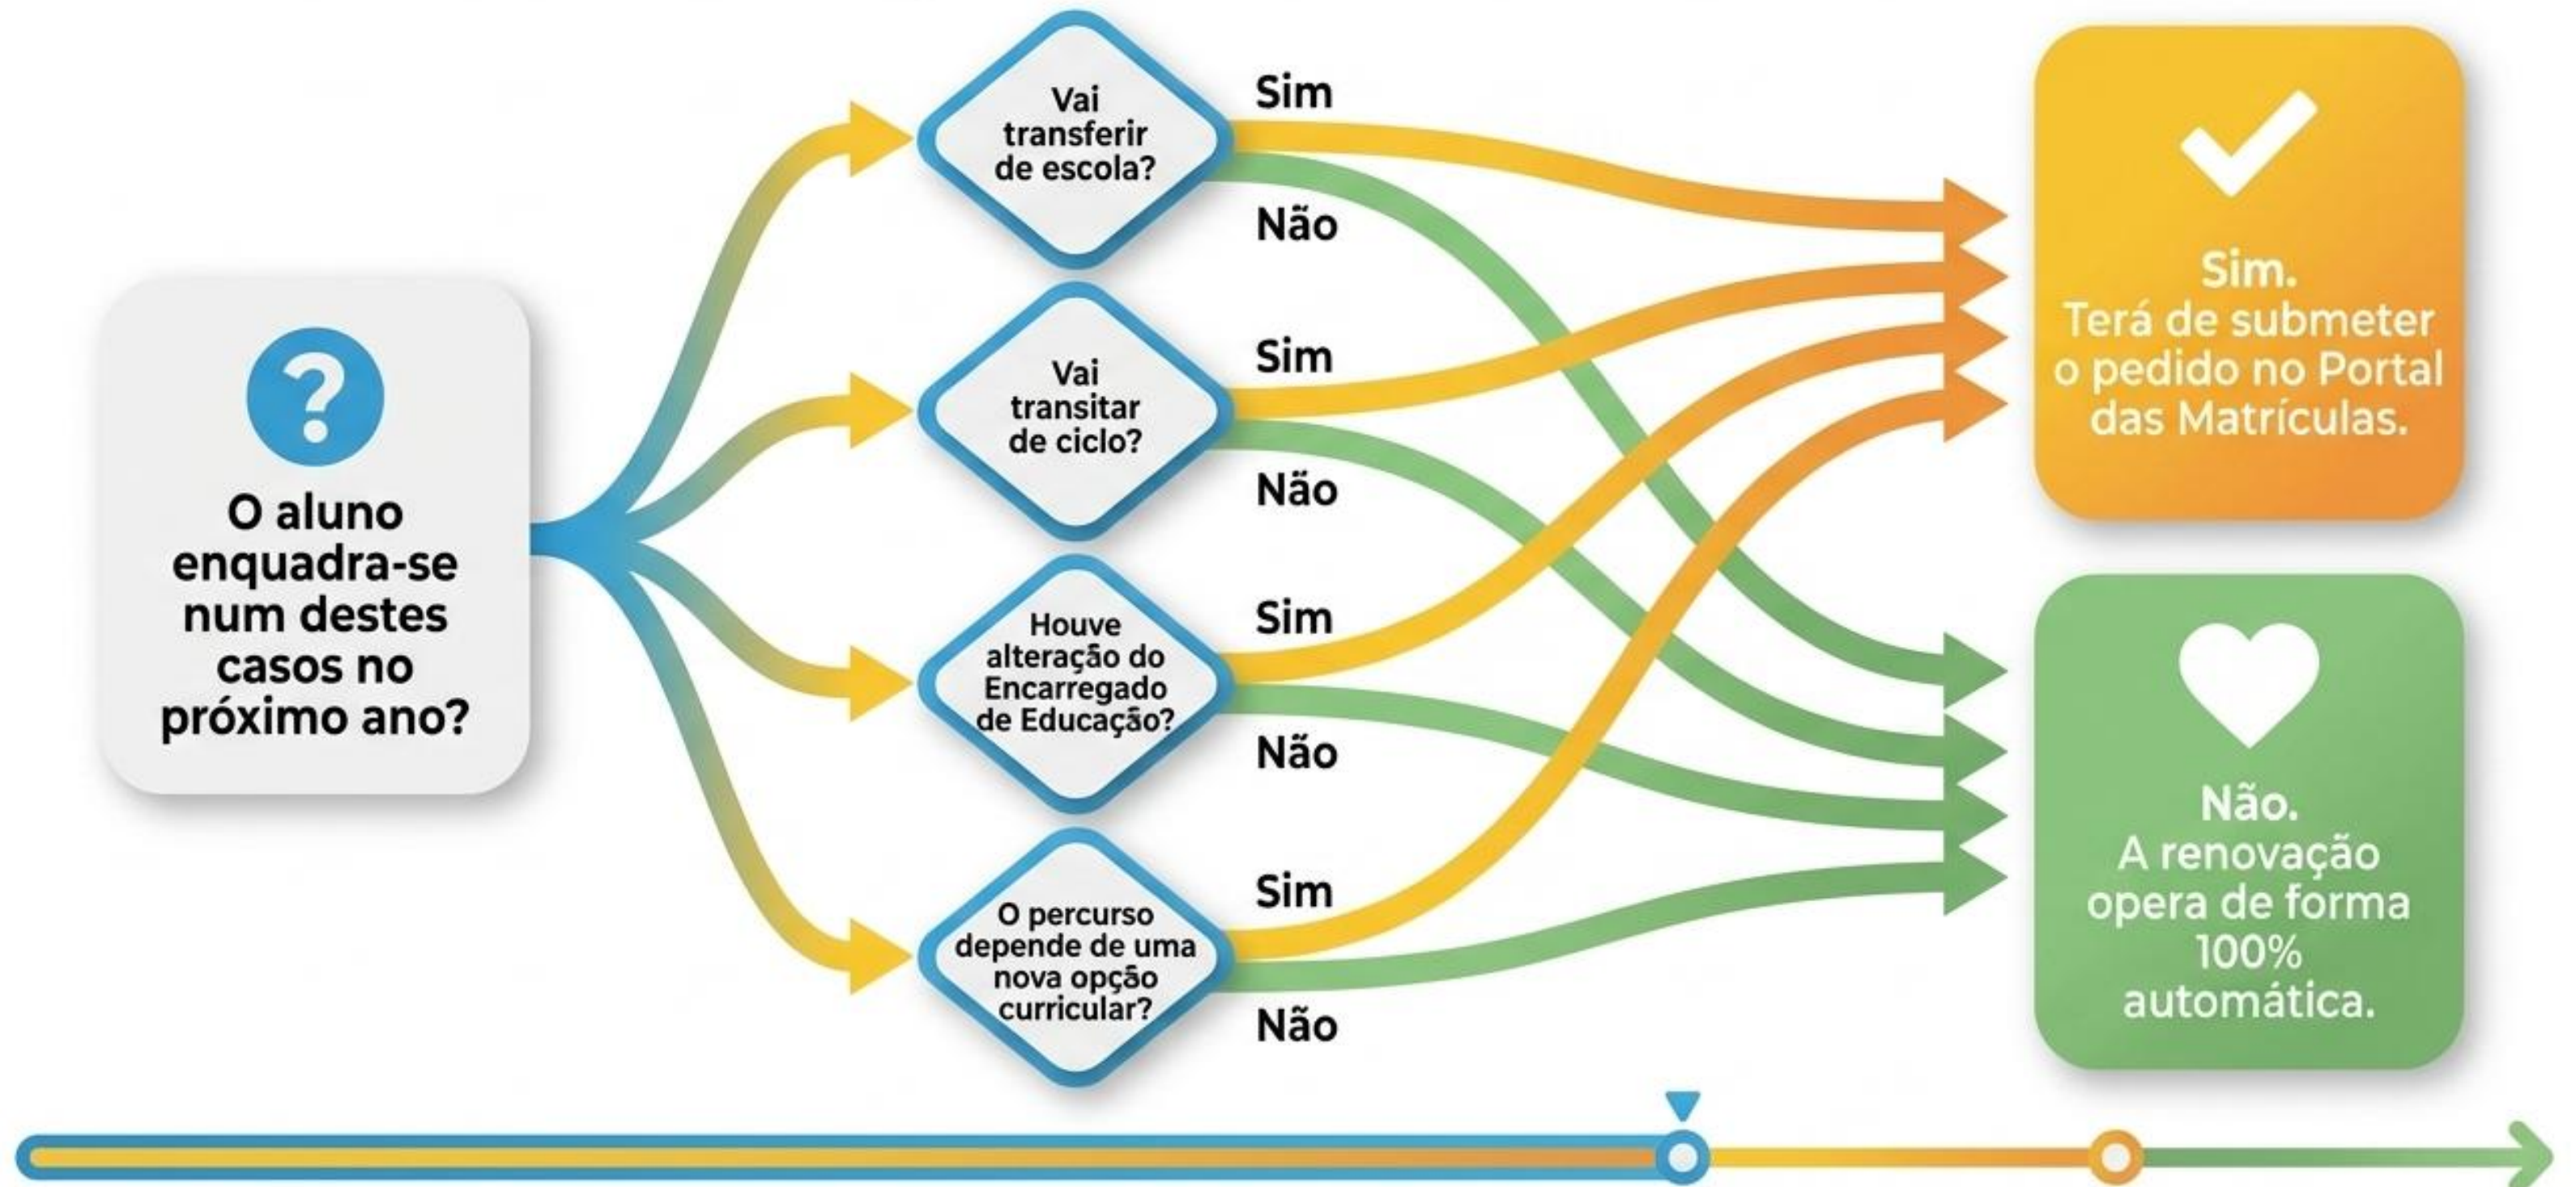 ?
O aluno
enquadra-se
num destes
casos no
próximo ano?
Vai
transferir
de escola?
Sim
Não
Vai
transitar
de ciclo?
Sim
Não
Houve
alteração do
Encarregado
de Educação?
Sim
Não
O percurso
depende de uma
nova opção
curricular?
Sim
Não
Sim.
Terá de submeter
o pedido no Portal
das Matrículas.
Não.
A renovação
opera de forma
100%
automática.